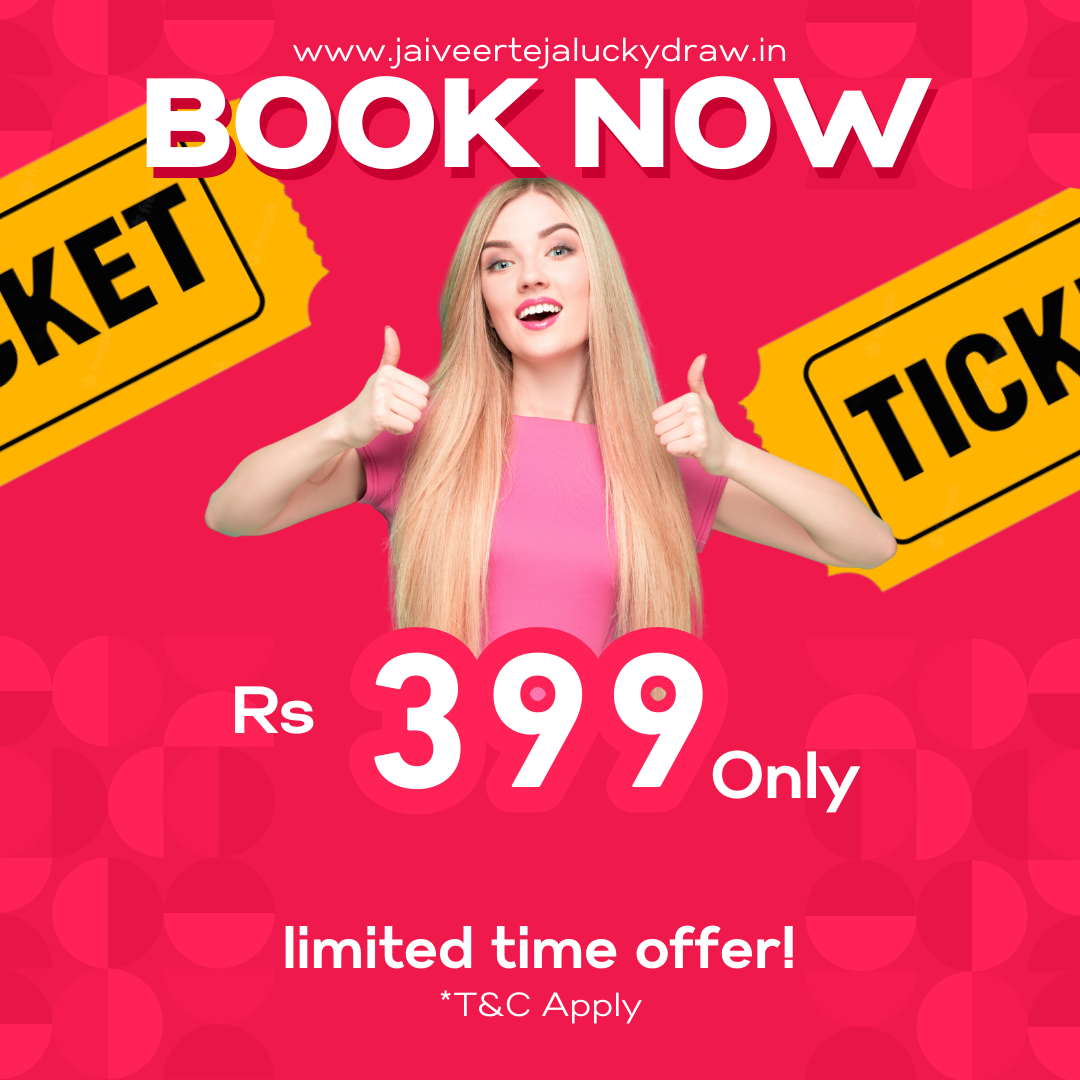 www.jaiveertejaluckydraw.in
BOOK NOW
CKET
TICK
Rs 399 Only
limited time offer!
*T&C Apply